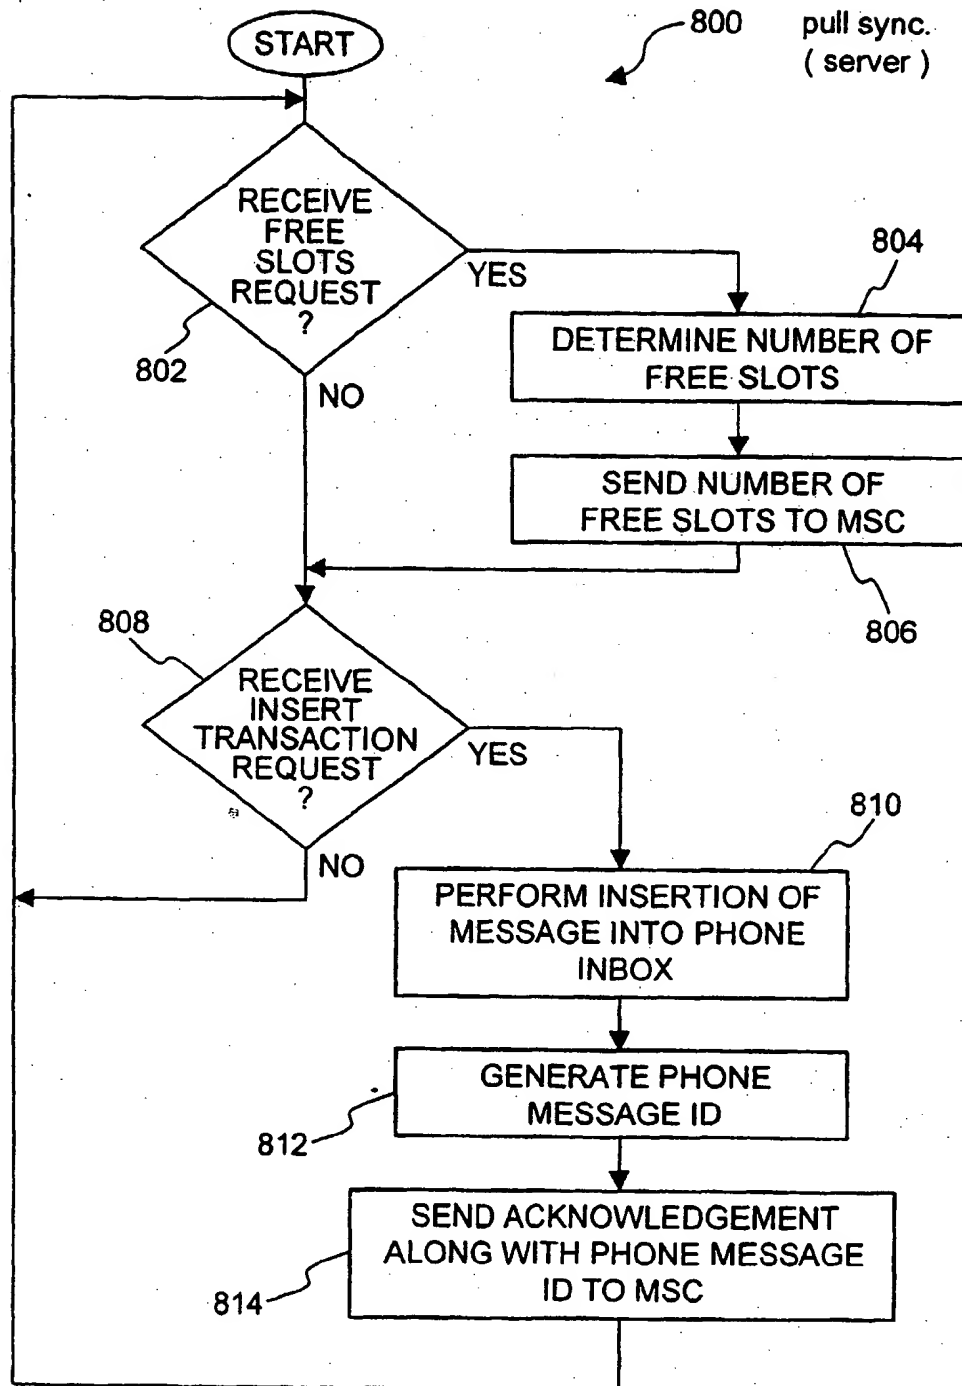 START
800
pull sync.
( server )
RECEIVE
FREE
SLOTS
REQUEST
?
802
YES
NO
804
DETERMINE NUMBER OF
FREE SLOTS
SEND NUMBER OF
FREE SLOTS TO MSC
806
808
RECEIVE
INSERT
TRANSACTION
REQUEST
?
YES
NO
810
PERFORM INSERTION OF
MESSAGE INTO PHONE
INBOX
GENERATE PHONE
MESSAGE ID
812
SEND ACKNOWLEDGEMENT
ALONG WITH PHONE MESSAGE
ID TO MSC
814